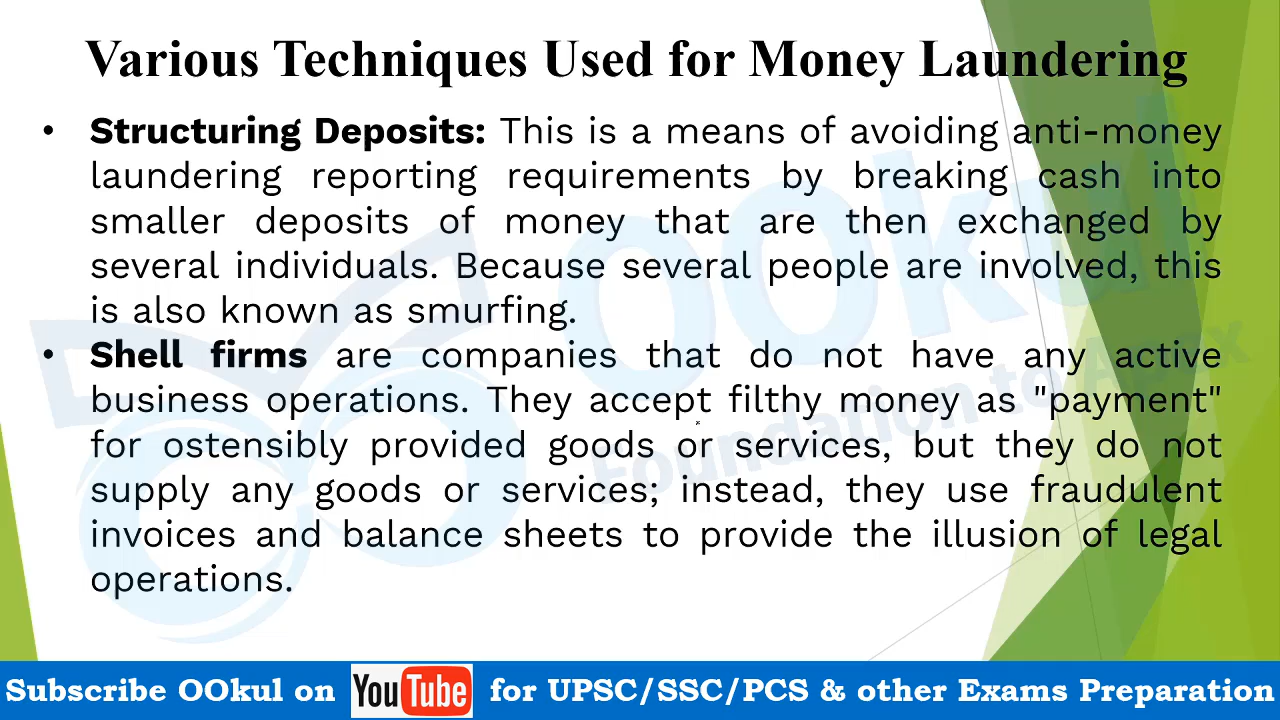 Various Techniques Used for Money Laundering
• Structuring Deposits: This is a means of avoiding anti-money
laundering reporting requirements by breaking cash into
smaller deposits of money that are then exchanged by
several individuals. Because several people are involved, this
is also known as smurfing.
• Shell firms are companies that do not have any active
business operations. They accept filthy money as "payment"
for ostensibly provided goods or services, but they do not
supply any goods or services; instead, they use fraudulent
invoices and balance sheets to provide the illusion of legal
operations.
OOkul
Foundation to Apex
Subscribe OOkul on YouTube for UPSC/SSC/PCS & other Exams Preparation